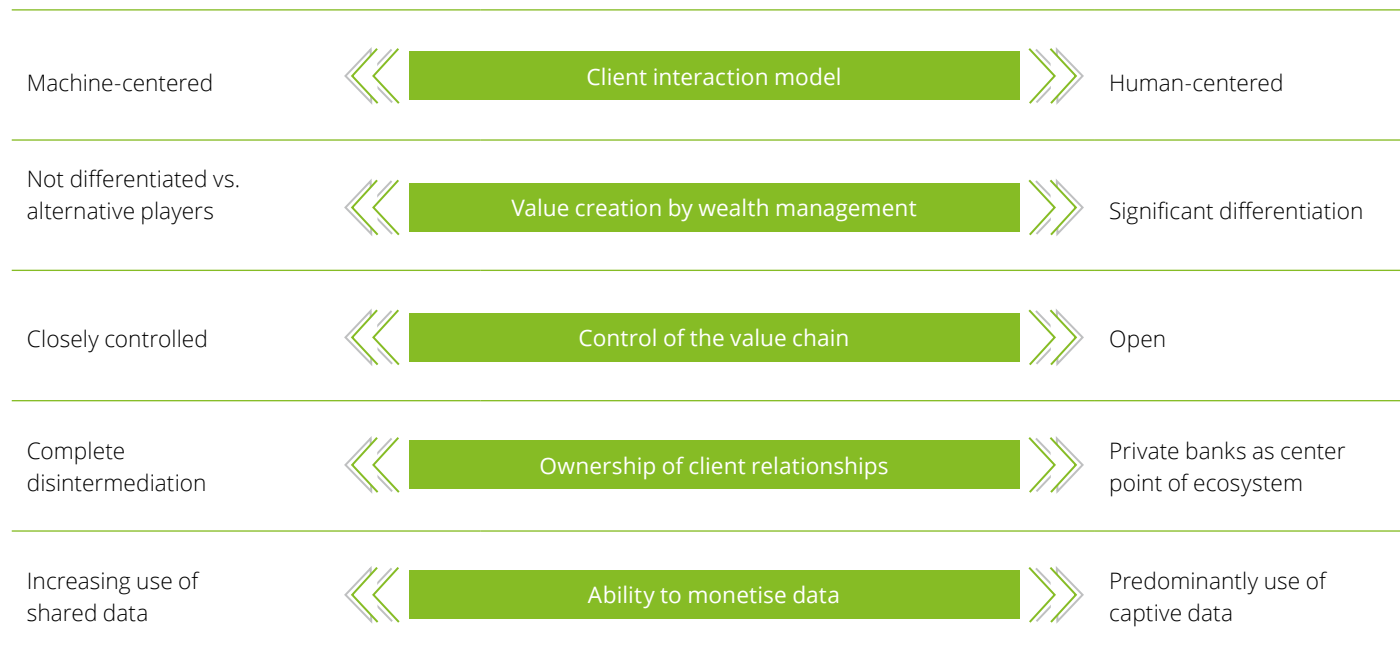 Machine-centered
Client interaction model
Human-centered
Not differentiated vs.
alternative players
Value creation by wealth management
Significant differentiation
Closely controlled
Control of the value chain
Open
Complete
disintermediation
Ownership of client relationships
Private banks as center
point of ecosystem
Increasing use of
shared data
Ability to monetise data
Predominantly use of
captive data